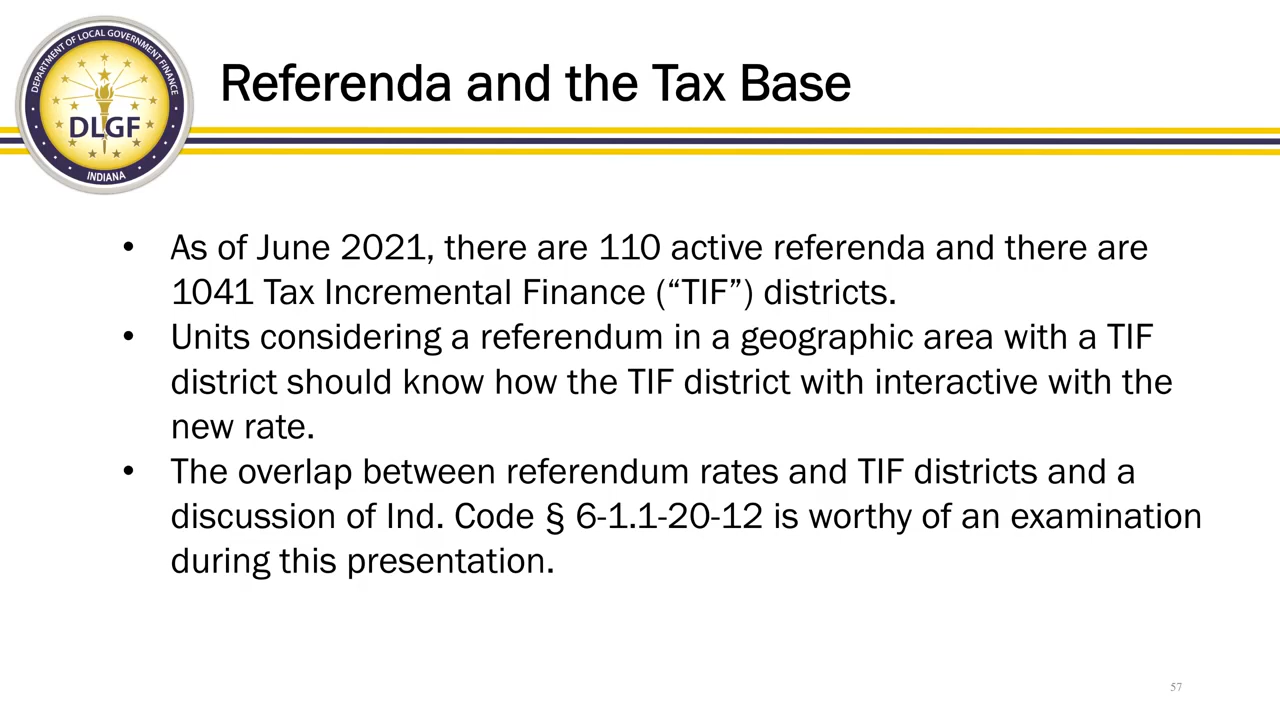 DEPARTMENT OF LOCAL GOVERNMENT FINANCE
DLGF
INDIANA
Referenda and the Tax Base
• As of June 2021, there are 110 active referenda and there are
1041 Tax Incremental Finance (“TIF”) districts.
• Units considering a referendum in a geographic area with a TIF
district should know how the TIF district with interactive with the
new rate.
• The overlap between referendum rates and TIF districts and a
discussion of Ind. Code § 6-1.1-20-12 is worthy of an examination
during this presentation.
57